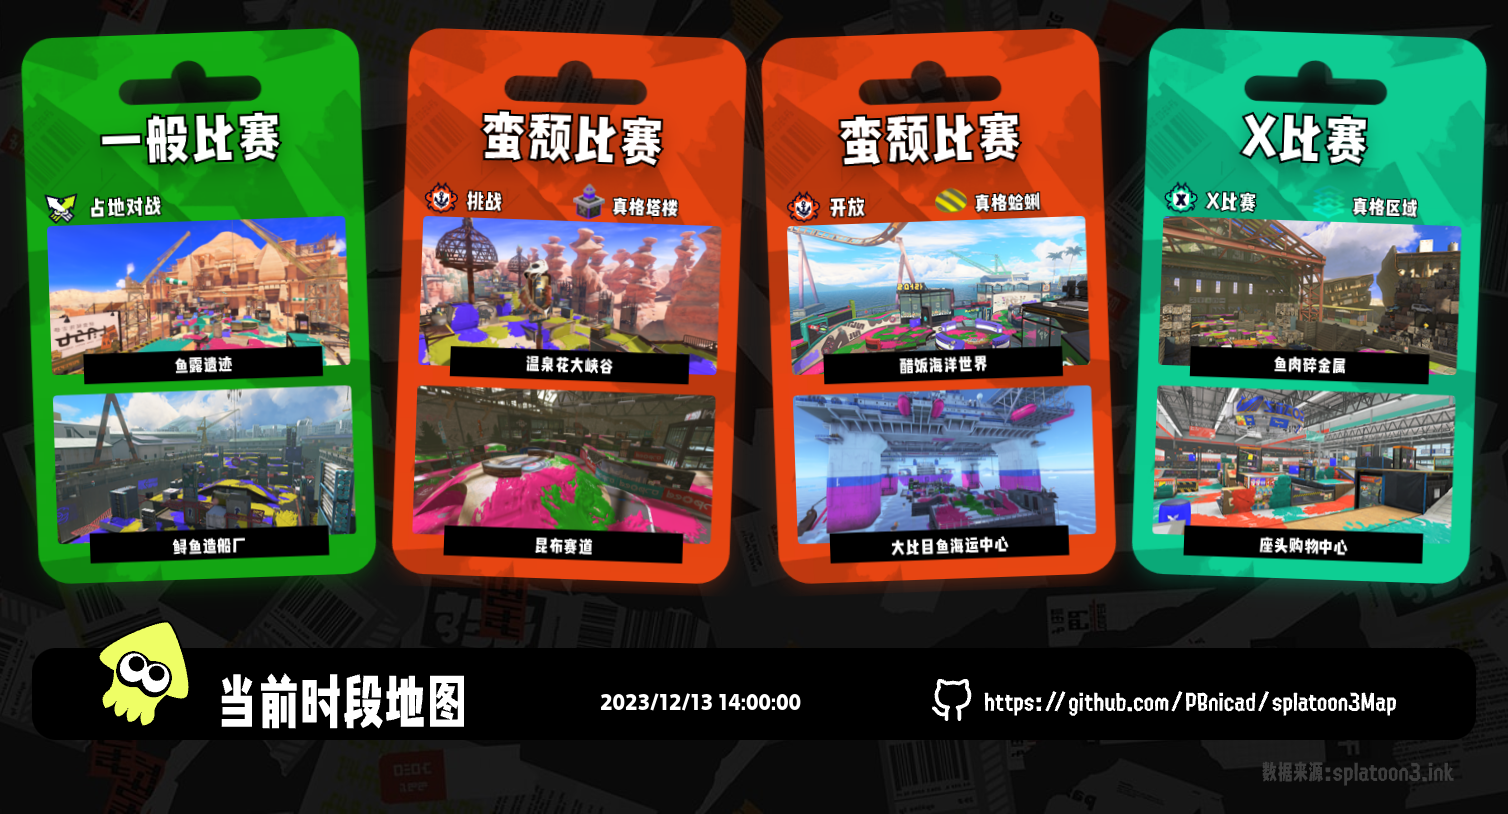 一般比赛
占地对战
鱼露遗迹
鲟鱼造船厂
蛮颓比赛
挑战
真格塔楼
温泉花大峡谷
昆布赛道
蛮颓比赛
开放
真格蛤蜊
醋饭海洋世界
大比目鱼海运中心
X比赛
X比赛
真格区域
鱼肉碎金属
座头购物中心
当前时段地图
2023/12/13 14:00:00
https://github.com/PBnicad/splatoon3Map
数据来源:splatoon3.ink